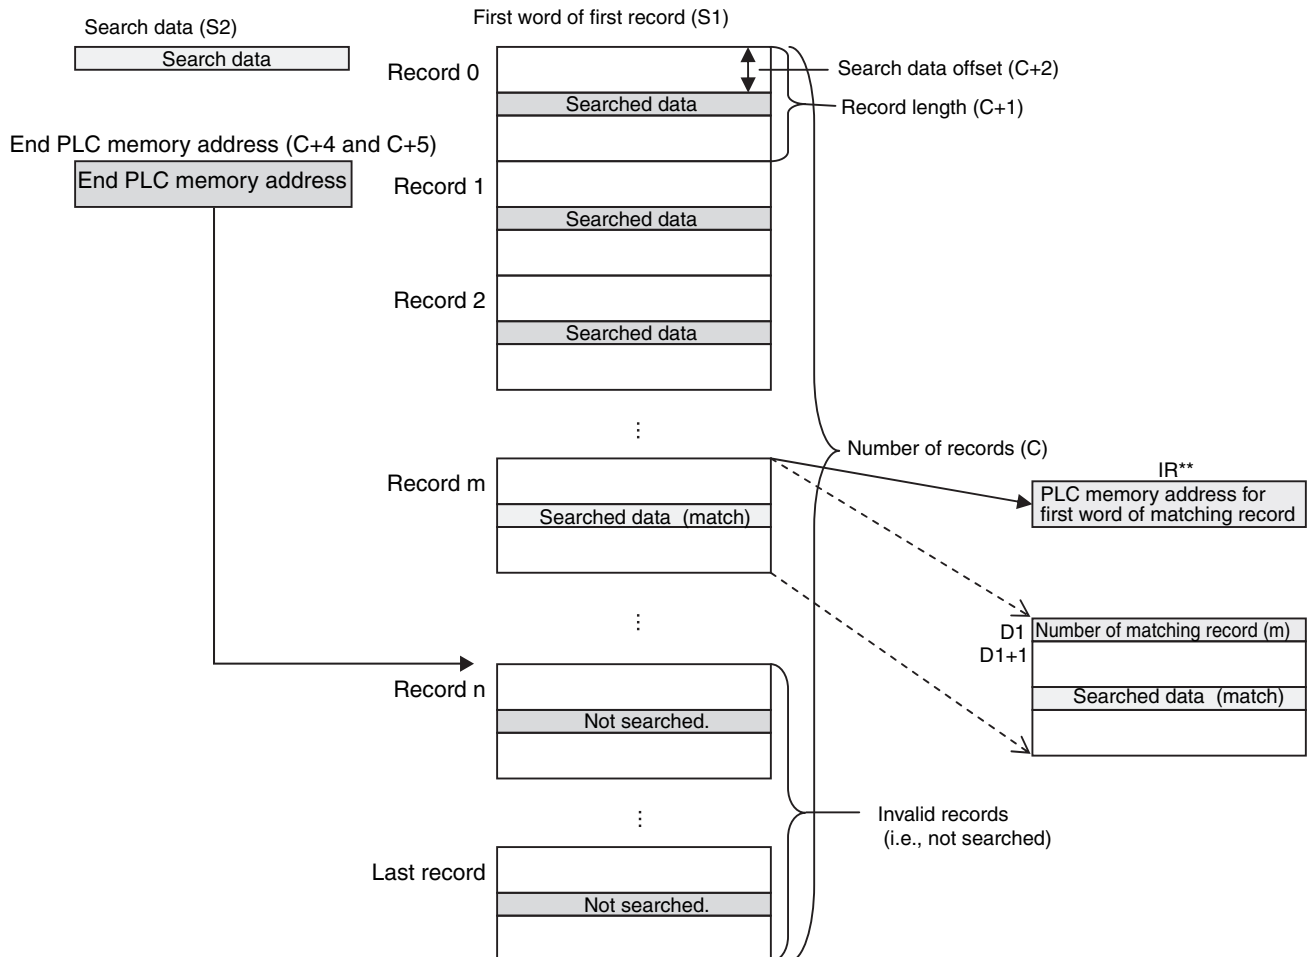 First word of first record (S1)
Search data (S2)
Search data
Record 0
Search data offset (C+2)
Searched data
Record length (C+1)
End PLC memory address (C+4 and C+5)
End PLC memory address
Record 1
Searched data
Record 2
Searched data
⋮
Number of records (C)
Record m
IR**
PLC memory address for
first word of matching record
Searched data (match)
⋮
D1
Number of matching record (m)
D1+1
Record n
Searched data (match)
Not searched.
⋮
Invalid records
(i.e., not searched)
Last record
Not searched.